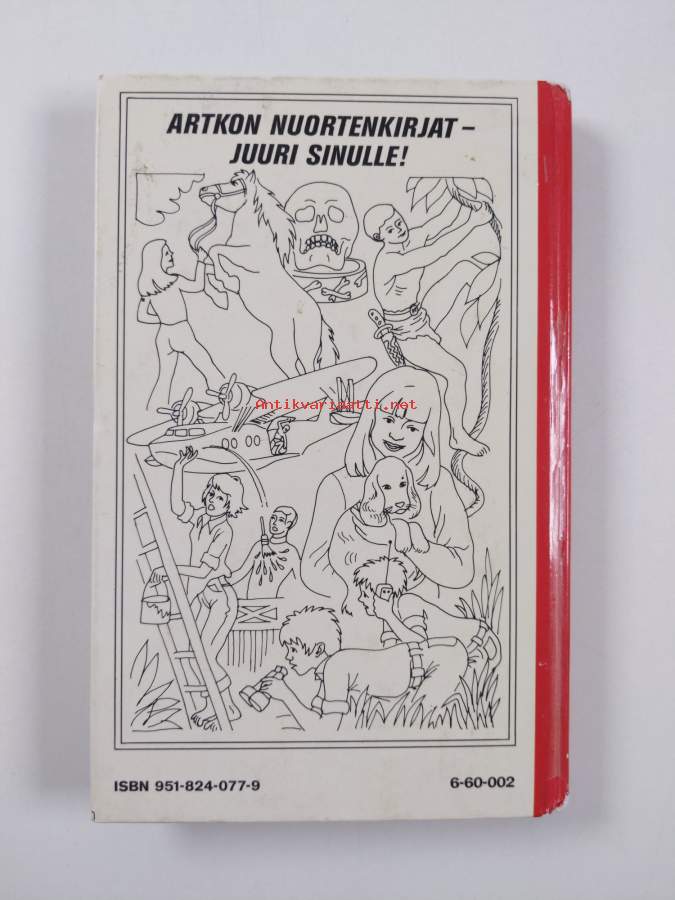 ARTKON NUORTENKIRJAT –
JUURI SINULLE!
Antikvariaatti.net
ISBN 951-824-077-9
6-60-002